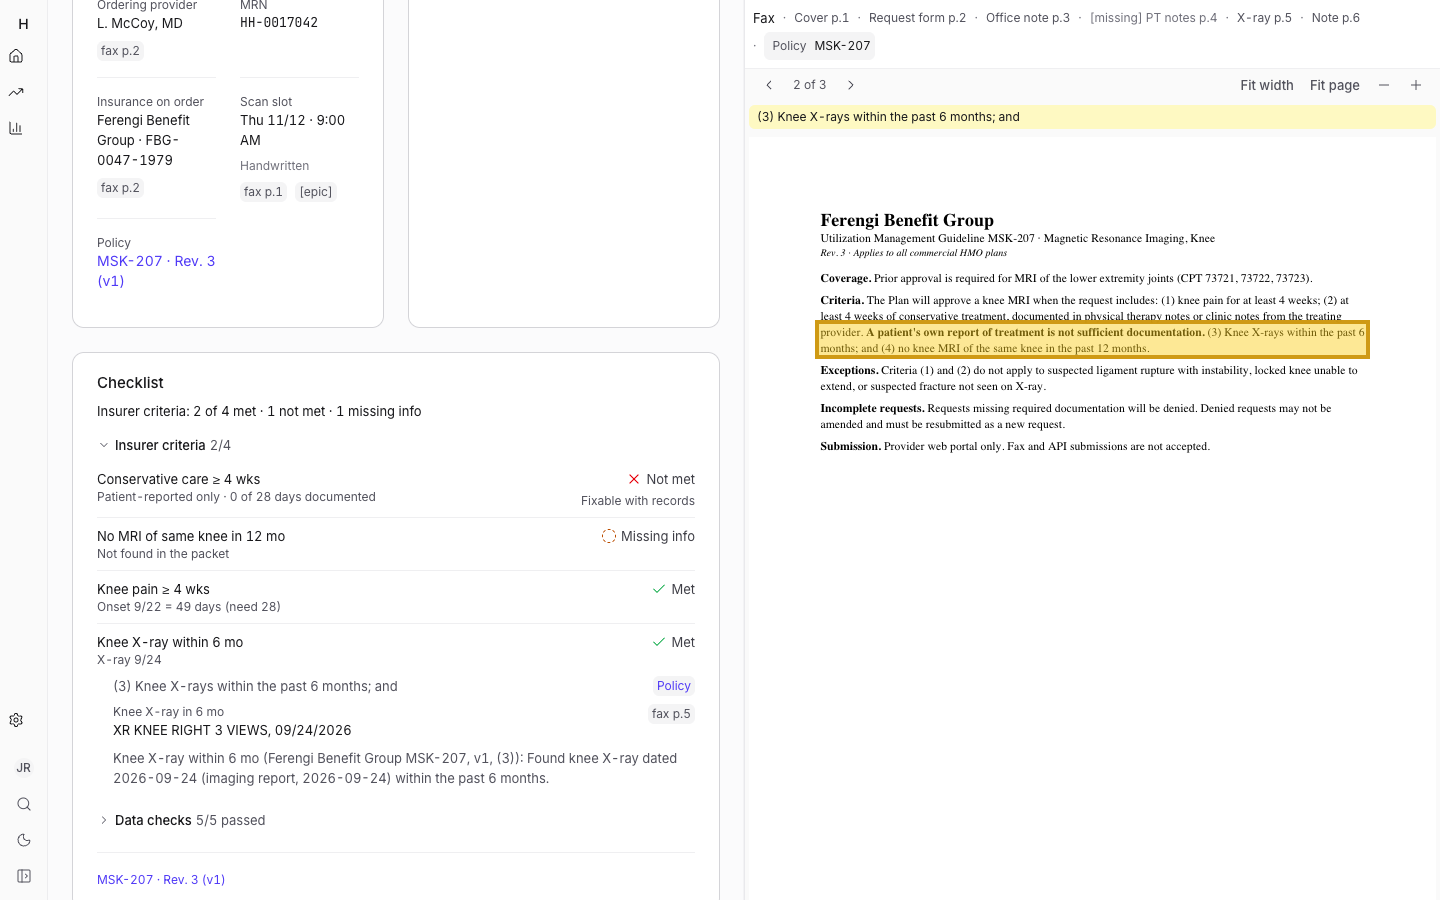 H
Ordering provider
L. McCoy, MD
fax p.2
MRN
HH-0017042
Insurance on order
Ferengi Benefit
Group · FBG-
0047-1979
fax p.2
Scan slot
Thu 11/12 · 9:00
AM
Handwritten
fax p.1 [epic]
Policy
MSK-207 · Rev. 3
(v1)
Checklist
Insurer criteria: 2 of 4 met · 1 not met · 1 missing info
Insurer criteria 2/4
Conservative care ≥ 4 wks
Patient-reported only · 0 of 28 days documented
Not met
Fixable with records
No MRI of same knee in 12 mo
Not found in the packet
Missing info
Knee pain ≥ 4 wks
Onset 9/22 = 49 days (need 28)
Met
Knee X-ray within 6 mo
X-ray 9/24
Met
(3) Knee X-rays within the past 6 months; and
Policy
Knee X-ray in 6 mo
XR KNEE RIGHT 3 VIEWS, 09/24/2026
fax p.5
Knee X-ray within 6 mo (Ferengi Benefit Group MSK-207, v1, (3)): Found knee X-ray dated
2026-09-24 (imaging report, 2026-09-24) within the past 6 months.
Data checks 5/5 passed
MSK-207 · Rev. 3 (v1)
JR
Fax · Cover p.1 · Request form p.2 · Office note p.3 · [missing] PT notes p.4 · X-ray p.5 · Note p.6
· Policy MSK-207
2 of 3
Fit width Fit page
(3) Knee X-rays within the past 6 months; and
Ferengi Benefit Group
Utilization Management Guideline MSK-207 · Magnetic Resonance Imaging, Knee
Rev. 3 · Applies to all commercial HMO plans
Coverage. Prior approval is required for MRI of the lower extremity joints (CPT 73721, 73722, 73723).
Criteria. The Plan will approve a knee MRI when the request includes: (1) knee pain for at least 4 weeks; (2) at
least 4 weeks of conservative treatment, documented in physical therapy notes or clinic notes from the treating
provider. A patient's own report of treatment is not sufficient documentation. (3) Knee X-rays within the past 6
months; and (4) no knee MRI of the same knee in the past 12 months.
Exceptions. Criteria (1) and (2) do not apply to suspected ligament rupture with instability, locked knee unable to
extend, or suspected fracture not seen on X-ray.
Incomplete requests. Requests missing required documentation will be denied. Denied requests may not be
amended and must be resubmitted as a new request.
Submission. Provider web portal only. Fax and API submissions are not accepted.